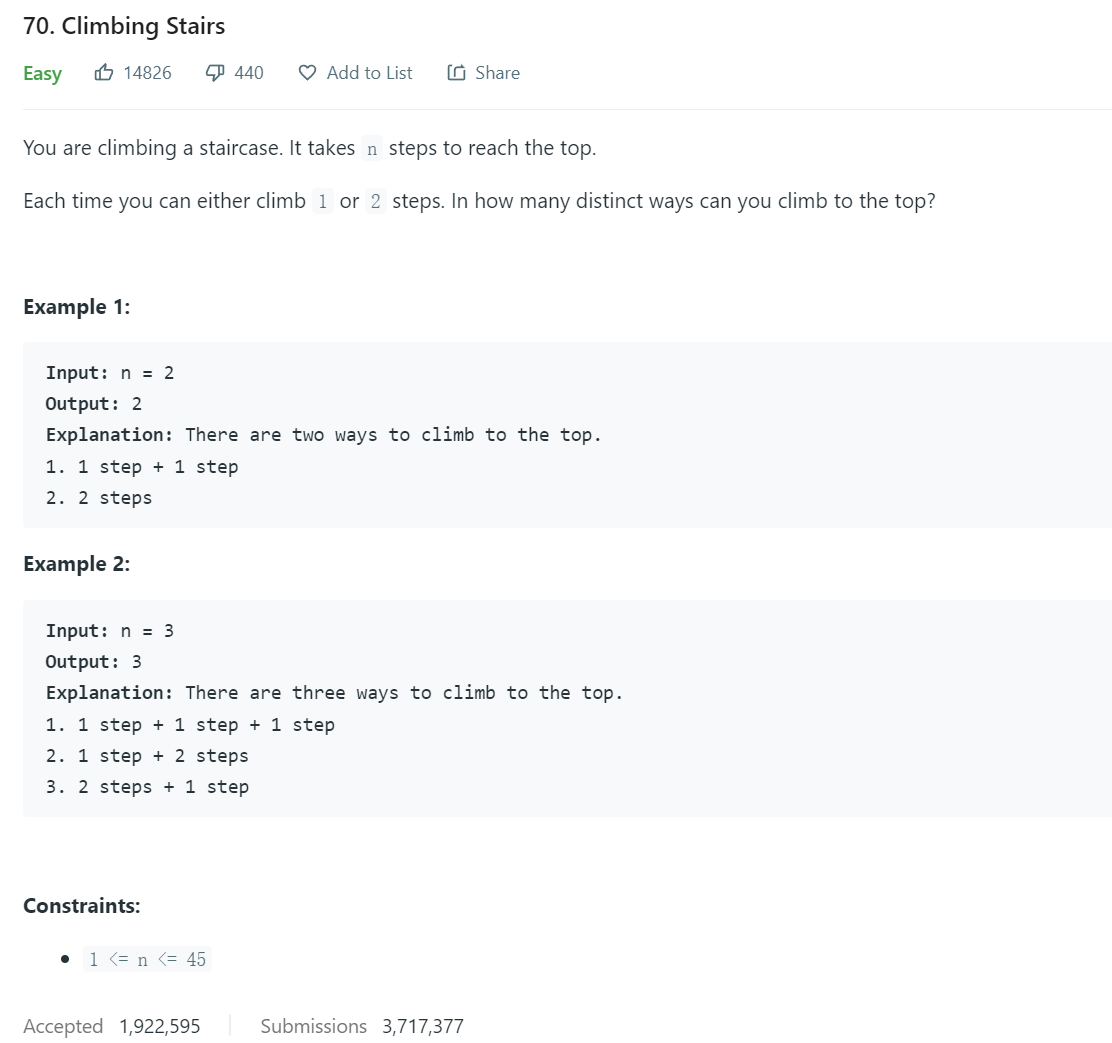 70. Climbing Stairs
Easy 14826 440 Add to List Share
You are climbing a staircase. It takes n steps to reach the top.
Each time you can either climb 1 or 2 steps. In how many distinct ways can you climb to the top?
Example 1:
Input: n = 2
Output: 2
Explanation: There are two ways to climb to the top.
1. 1 step + 1 step
2. 2 steps
Example 2:
Input: n = 3
Output: 3
Explanation: There are three ways to climb to the top.
1. 1 step + 1 step + 1 step
2. 1 step + 2 steps
3. 2 steps + 1 step
Constraints:
• 1 <= n <= 45
Accepted 1,922,595 Submissions 3,717,377